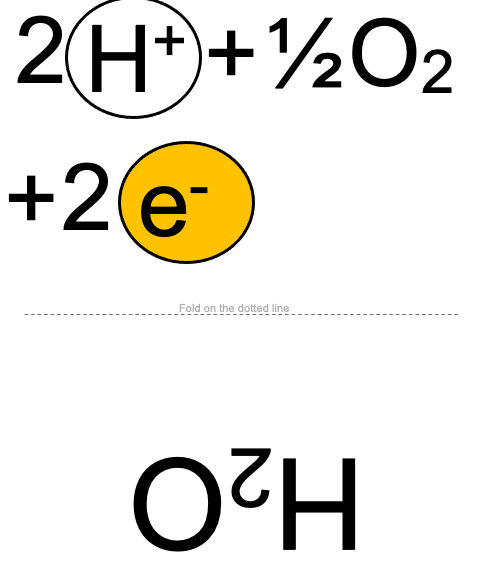 2H⁺+½O₂
+2e⁻
Fold on the dotted line
H₂O